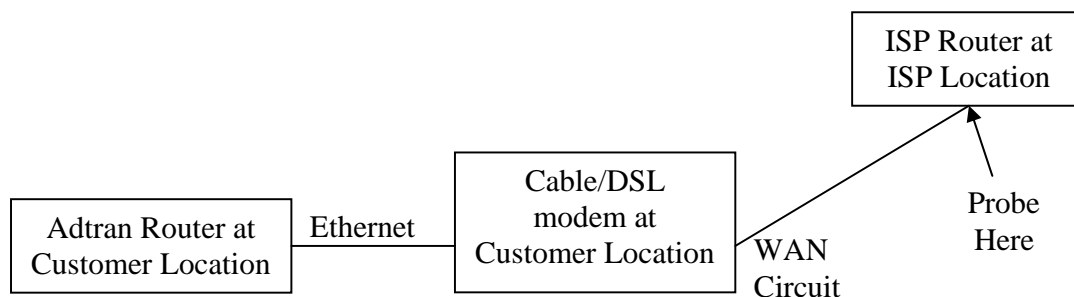 ISP Router at
ISP Location
Cable/DSL
modem at
Customer Location
Adtran Router at
Customer Location
Ethernet
WAN
Circuit
Probe
Here